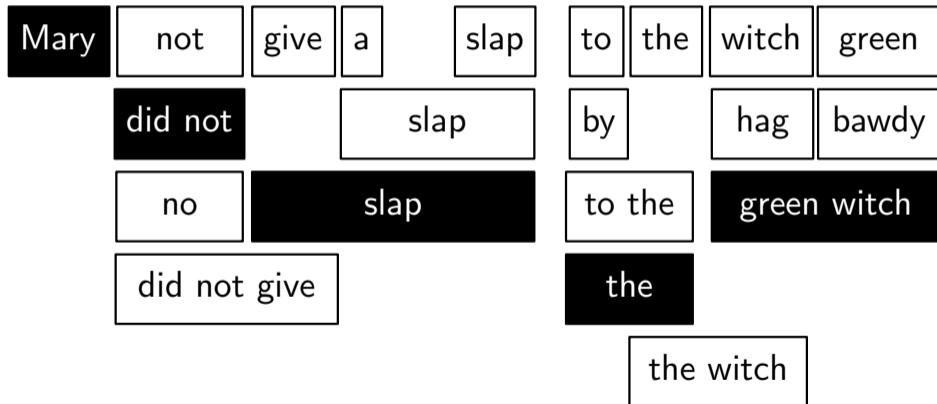 Mary not give a slap to the witch green
did not slap by hag bawdy
no slap to the green witch
did not give the
the witch